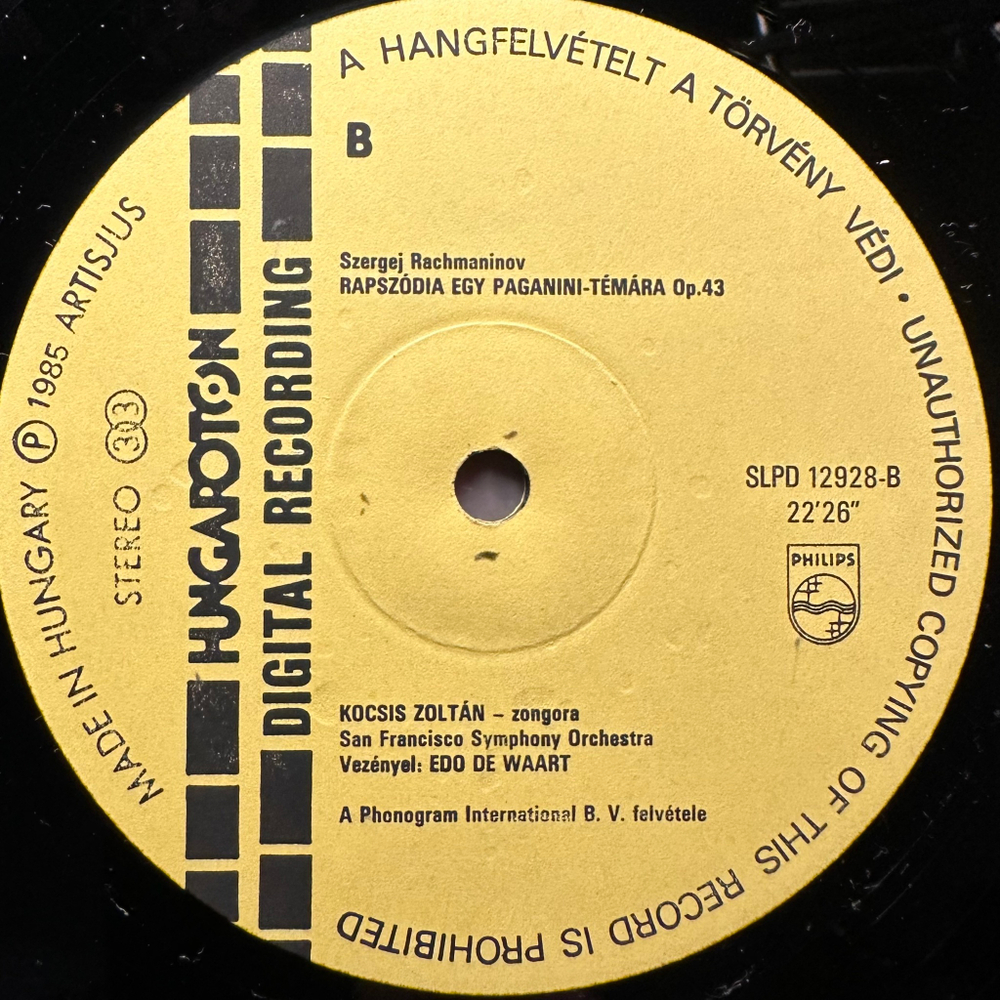 A HANGFELVÉTELT A TÖRVÉNY VÉDI • UNAUTHORIZED COPYING OF THIS RECORD IS PROHIBITED
MADE IN HUNGARY Ⓟ 1985 ARTISJUS
STEREO 303
HUNGAROTON
DIGITAL RECORDING
B
Szergej Rachmaninov
RAPSZÓDIA EGY PAGANINI-TÉMÁRA Op.43
SLPD 12928-B
22'26"
PHILIPS
KOCSIS ZOLTÁN – zongora
San Francisco Symphony Orchestra
Vezényel: EDO DE WAART
A Phonogram International B. V. felvétele